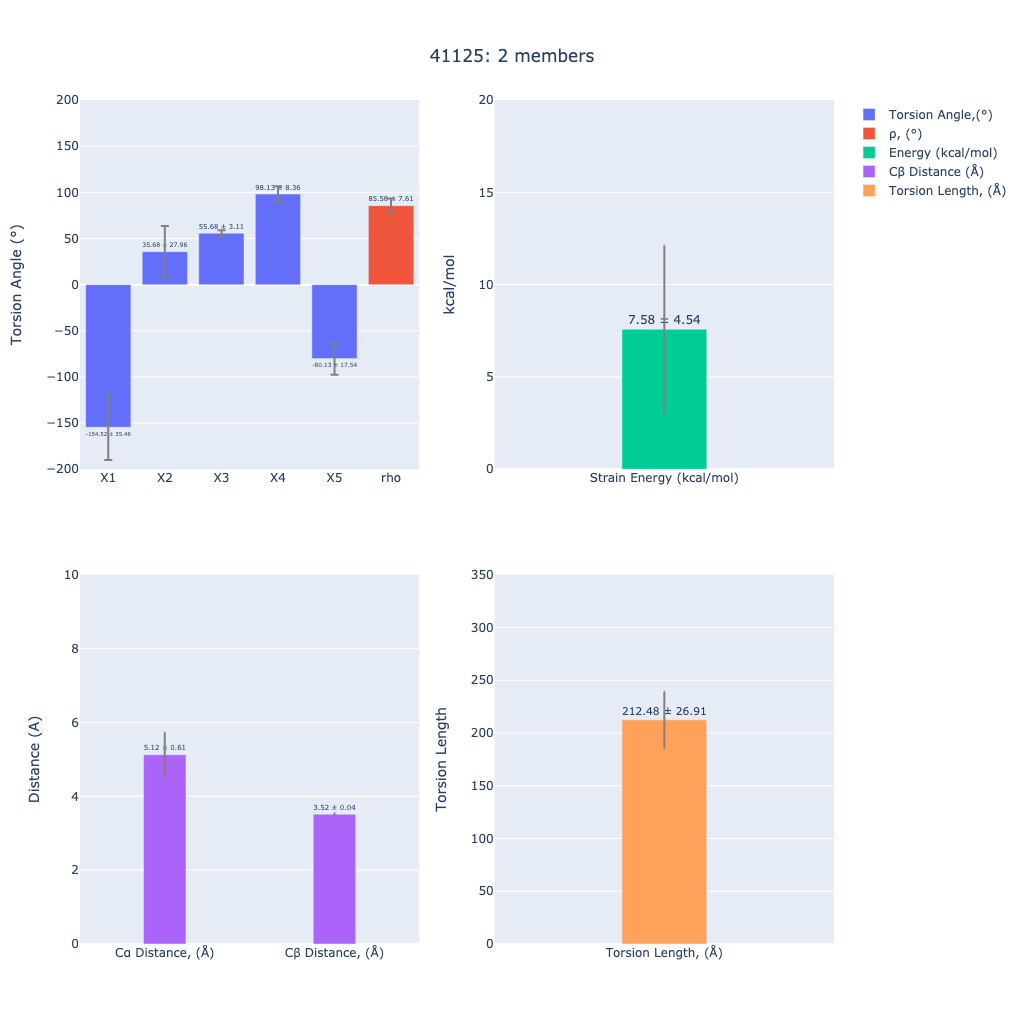 41125: 2 members
Torsion Angle (°)
200
150
100
50
0
−50
−100
−150
−200
-154.52 ± 35.46
35.68 ± 27.96
55.68 ± 3.11
98.13 ± 8.36
-80.13 ± 17.54
85.58 ± 7.61
X1 X2 X3 X4 X5 rho
kcal/mol
20
15
10
5
0
7.58 ± 4.54
Strain Energy (kcal/mol)
Torsion Angle,(°)
ρ, (°)
Energy (kcal/mol)
Cβ Distance (Å)
Torsion Length, (Å)
Distance (A)
10
8
6
4
2
0
5.12 ± 0.61
3.52 ± 0.04
Cα Distance, (Å) Cβ Distance, (Å)
Torsion Length
350
300
250
200
150
100
50
0
212.48 ± 26.91
Torsion Length, (Å)